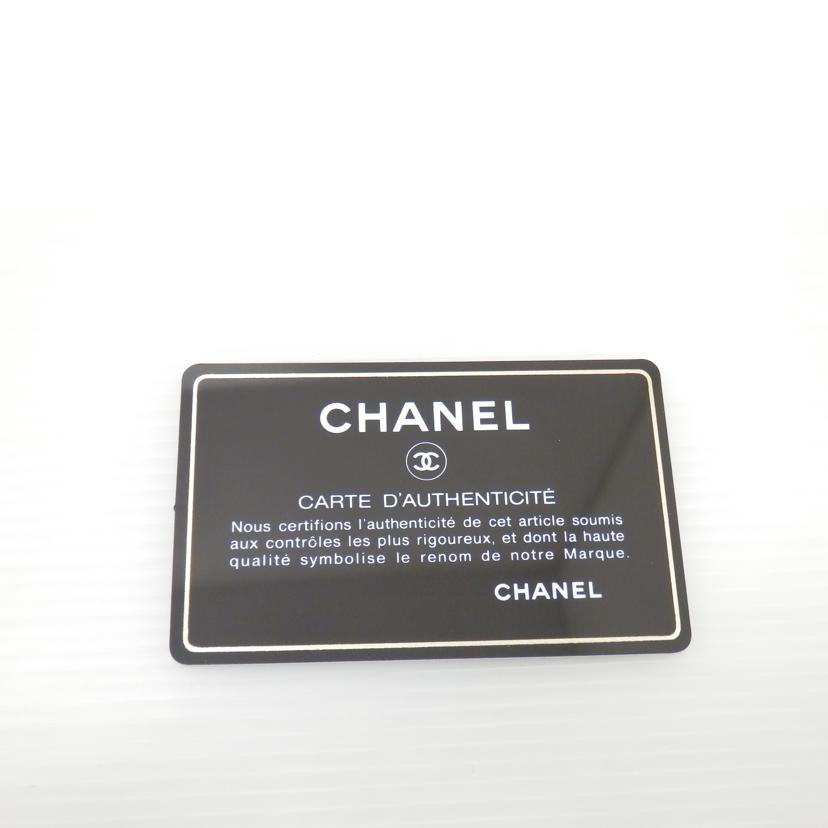 CHANEL
CARTE D'AUTHENTICITÉ
Nous certifions l'authenticité de cet article soumis
aux contrôles les plus rigoureux, et dont la haute
qualité symbolise le renom de notre Marque.
CHANEL